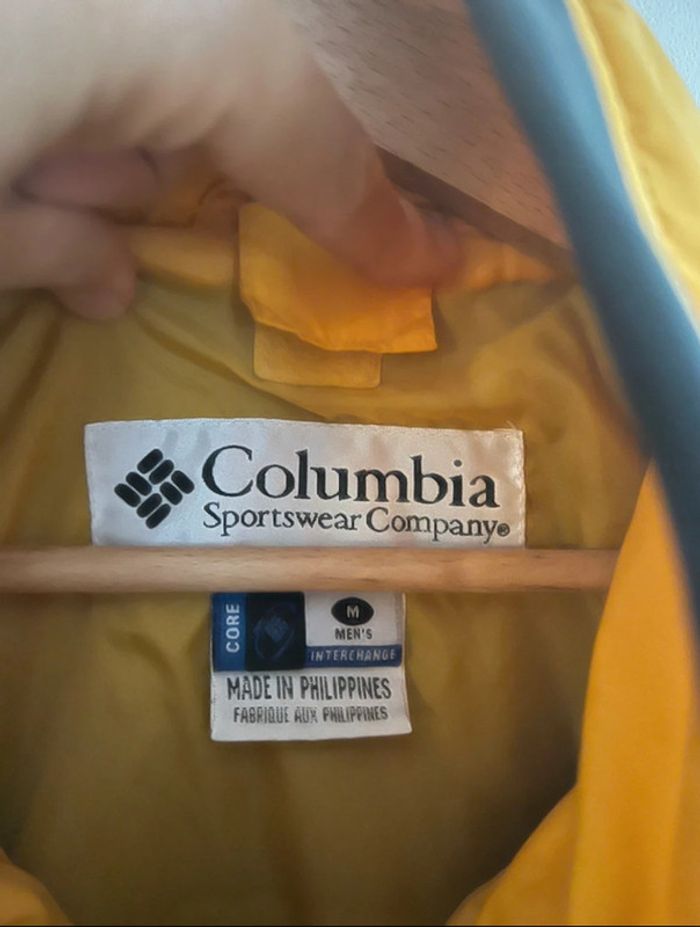 Columbia
Sportswear Company®
CORE
M
MEN'S
INTERCHANGE
MADE IN PHILIPPINES
FABRIQUE AUX PHILIPPINES